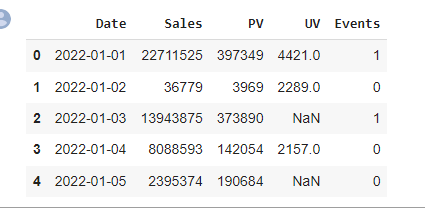 Date Sales PV UV Events
0 2022-01-01 22711525 397349 4421.0 1
1 2022-01-02 36779 3969 2289.0 0
2 2022-01-03 13943875 373890 NaN 1
3 2022-01-04 8088593 142054 2157.0 0
4 2022-01-05 2395374 190684 NaN 0